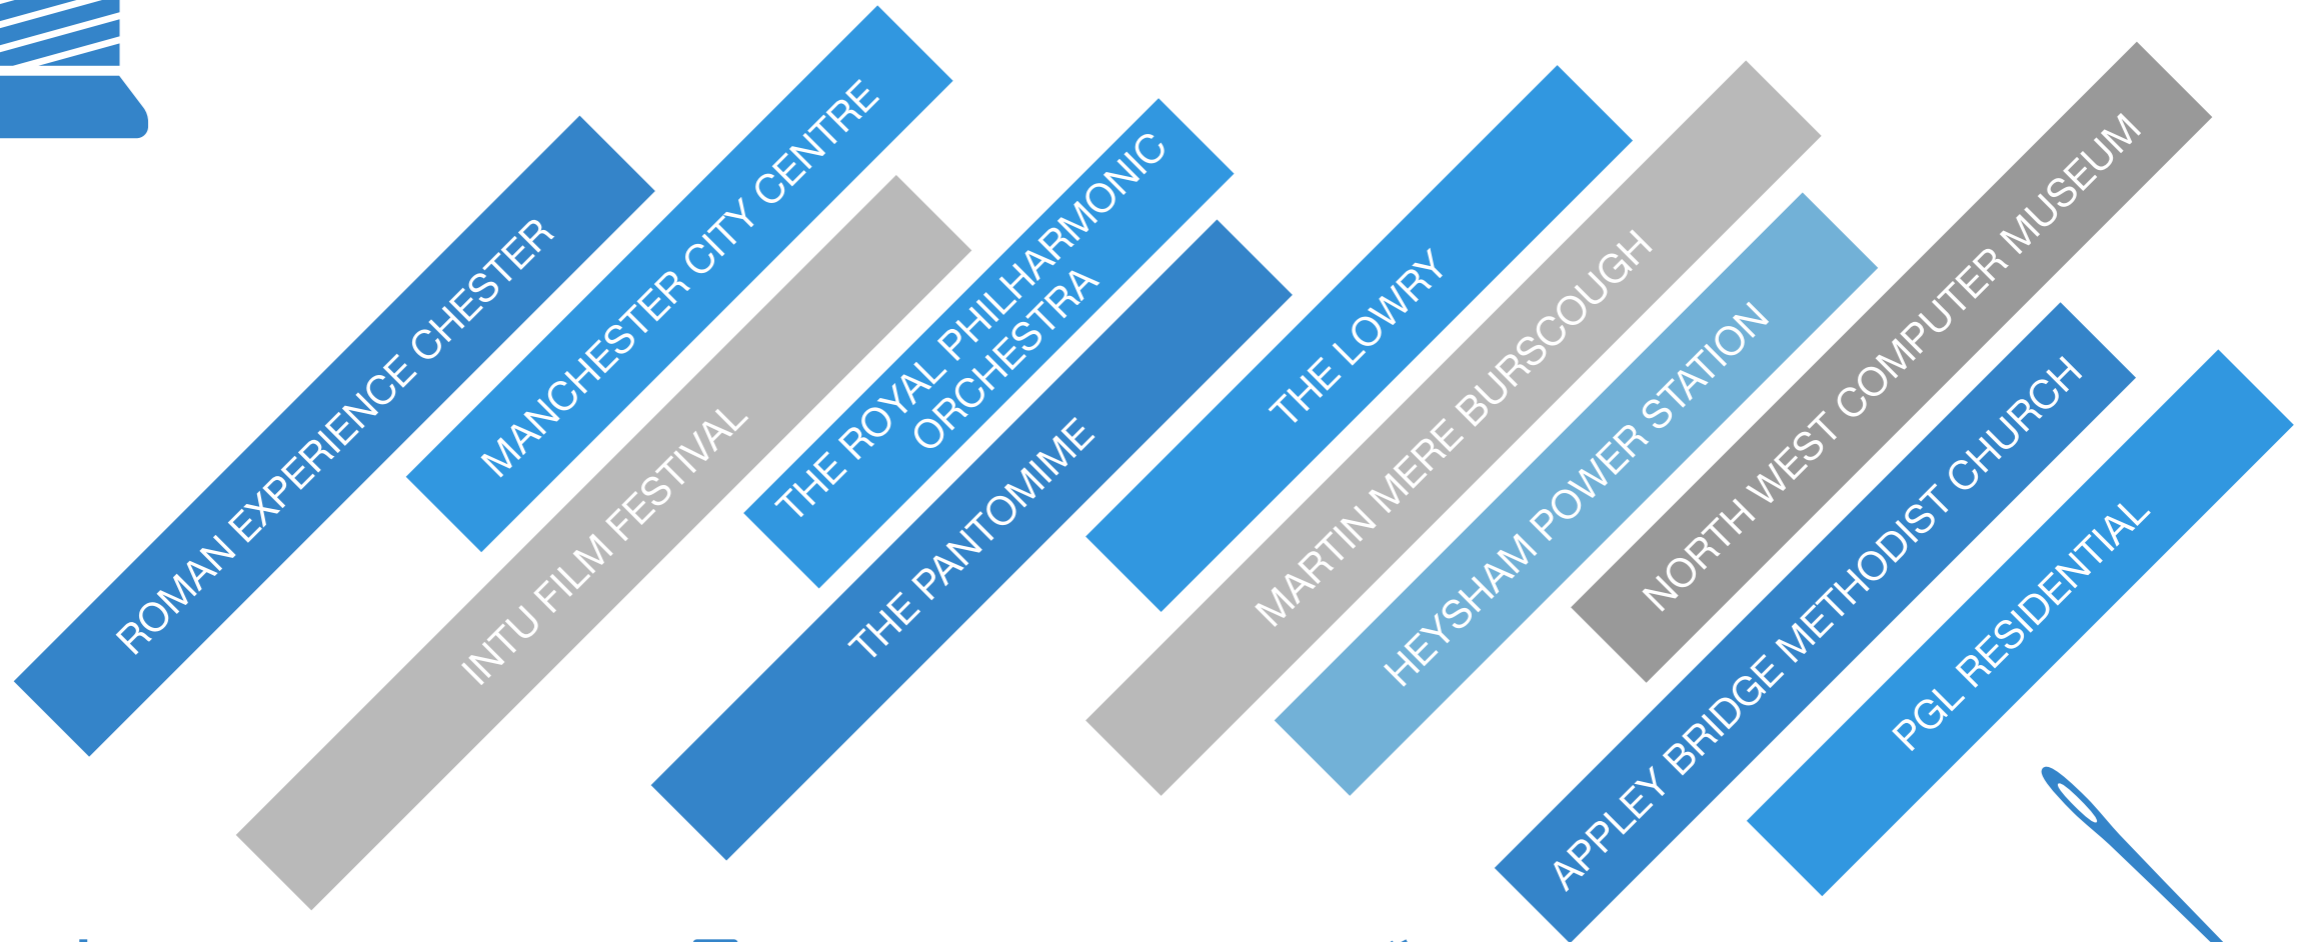 ROMAN EXPERIENCE CHESTER
MANCHESTER CITY CENTRE
INTU FILM FESTIVAL
THE ROYAL PHILHARMONIC
ORCHESTRA
THE PANTOMIME
THE LOWRY
MARTIN MERE BURSCOUGH
HEYSHAM POWER STATION
NORTH WEST COMPUTER MUSEUM
APPLEY BRIDGE METHODIST CHURCH
PGL RESIDENTIAL